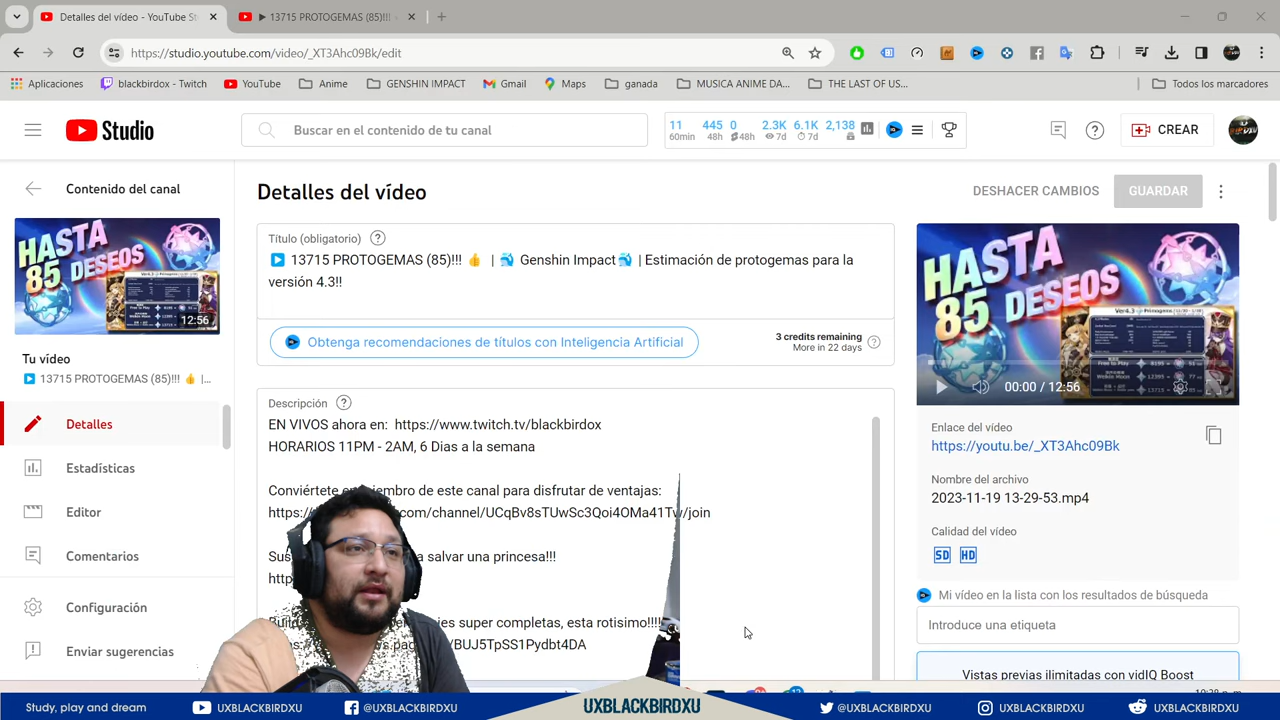 Detalles del vídeo - YouTube St
13715 PROTOGEMAS (85)!!!
https://studio.youtube.com/video/_XT3Ahc09Bk/edit
Aplicaciones
blackbirdxu - Twitch
YouTube
Anime
GENSHIN IMPACT
Gmail
Maps
ganada
MUSICA ANIME DA...
THE LAST OF US...
Todos los marcadores
Studio
Buscar en el contenido de tu canal
11 445 0 2.3K 6.1K 2,138
60min 48h 48h 7d 7d
CREAR
Contenido del canal
Detalles del vídeo
DESHACER CAMBIOS
GUARDAR
HASTA
85 DESEOS
12:56
Tu vídeo
13715 PROTOGEMAS (85)!!! 👍 |...
Detalles
Estadísticas
Editor
Comentarios
Configuración
Enviar sugerencias
Título (obligatorio)
13715 PROTOGEMAS (85)!!! 👍 | Genshin Impact | Estimación de protogemas para la
versión 4.3!!
Obtenga recomendaciones de títulos con Inteligencia Artificial
3 credits remaining
More in 22 days
Descripción
EN VIVOS ahora en: https://www.twitch.tv/blackbirdox
HORARIOS 11PM - 2AM, 6 Dias a la semana
Conviértete en miembro de este canal para disfrutar de ventajas:
com/channel/UCqBv8sTUwSc3Qoi4OMa41Tw/join
a salvar una princesa!!!
super completas, esta rotisimo!!!!
/BUJ5TpSS1Pydbt4DA
HASTA
85 DESEOS
Ver4.3
00:00 / 12:56
Enlace del vídeo
https://youtu.be/_XT3Ahc09Bk
Nombre del archivo
2023-11-19 13-29-53.mp4
Calidad del vídeo
SD HD
Mi vídeo en la lista con los resultados de búsqueda
Introduce una etiqueta
Vistas previas ilimitadas con vidIQ Boost
Study, play and dream
UXBLACKBIRDXU
@UXBLACKBIRDXU
UXBLACKBIRDXU
@UXBLACKBIRDXU
UXBLACKBIRDXU
UXBLACKBIRDXU